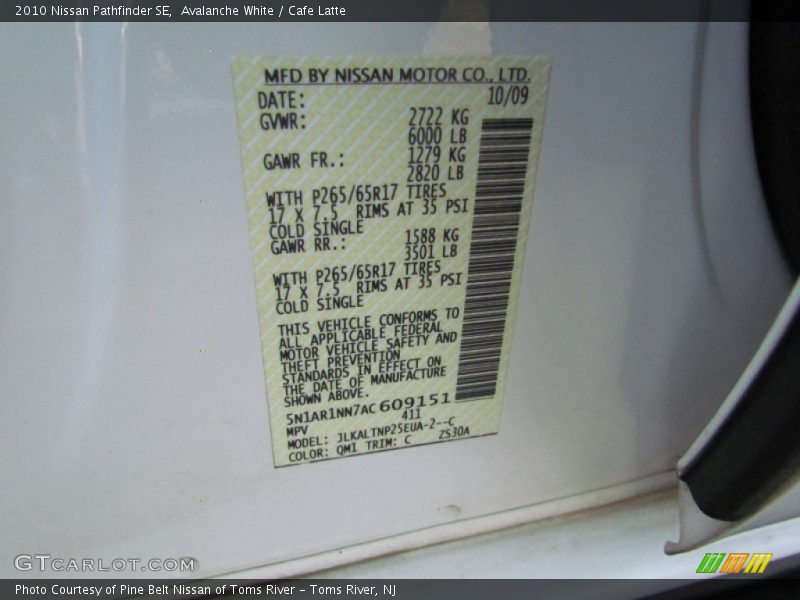 2010 Nissan Pathfinder SE,  Avalanche White / Cafe Latte
MFD BY NISSAN MOTOR CO., LTD.
DATE: 10/09
GVWR: 2722 KG
6000 LB
GAWR FR.: 1279 KG
2820 LB
WITH P265/65R17 TIRES
17 X 7.5 RIMS AT 35 PSI
COLD SINGLE
GAWR RR.: 1588 KG
3501 LB
WITH P265/65R17 TIRES
17 X 7.5 RIMS AT 35 PSI
COLD SINGLE
THIS VEHICLE CONFORMS TO
ALL APPLICABLE FEDERAL
MOTOR VEHICLE SAFETY AND
THEFT PREVENTION
STANDARDS IN EFFECT ON
THE DATE OF MANUFACTURE
SHOWN ABOVE.
5N1AR1NN7AC609151
MPV 411
MODEL: JLKALTNP25EUA-2--C
COLOR: QM1 TRIM: C ZS30A
GTCARLOT.COM
Photo Courtesy of Pine Belt Nissan of Toms River – Toms River, NJ